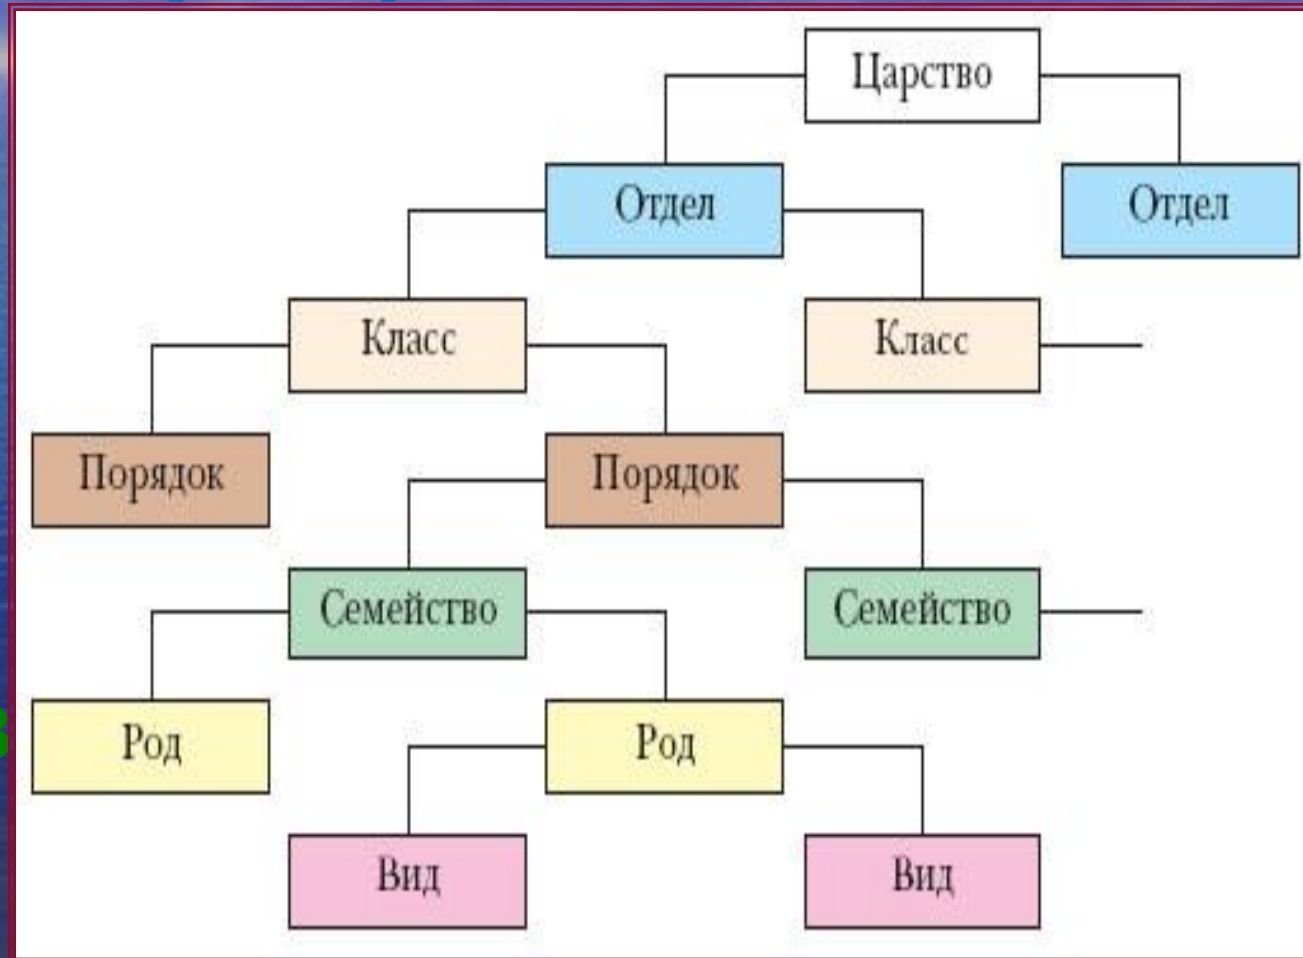 Царство
Отдел
Отдел
Класс
Класс
Порядок
Порядок
Семейство
Семейство
Род
Род
Вид
Вид